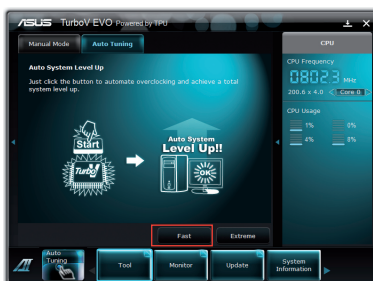 ASUS TurboV EVO Powered by TPU
Manual Mode Auto Tuning
Auto System Level Up
Just click the button to automate overclocking and achieve a total
system level up.
Start
Turbo
Auto System
Level Up!!
OK
Fast Extreme
CPU
CPU Frequency
0802.3 MHz
200.6 x 4.0 < Core 0 >
CPU Usage
1% 0%
4% 8%
Auto
Tuning
Tool Monitor Update System
Information